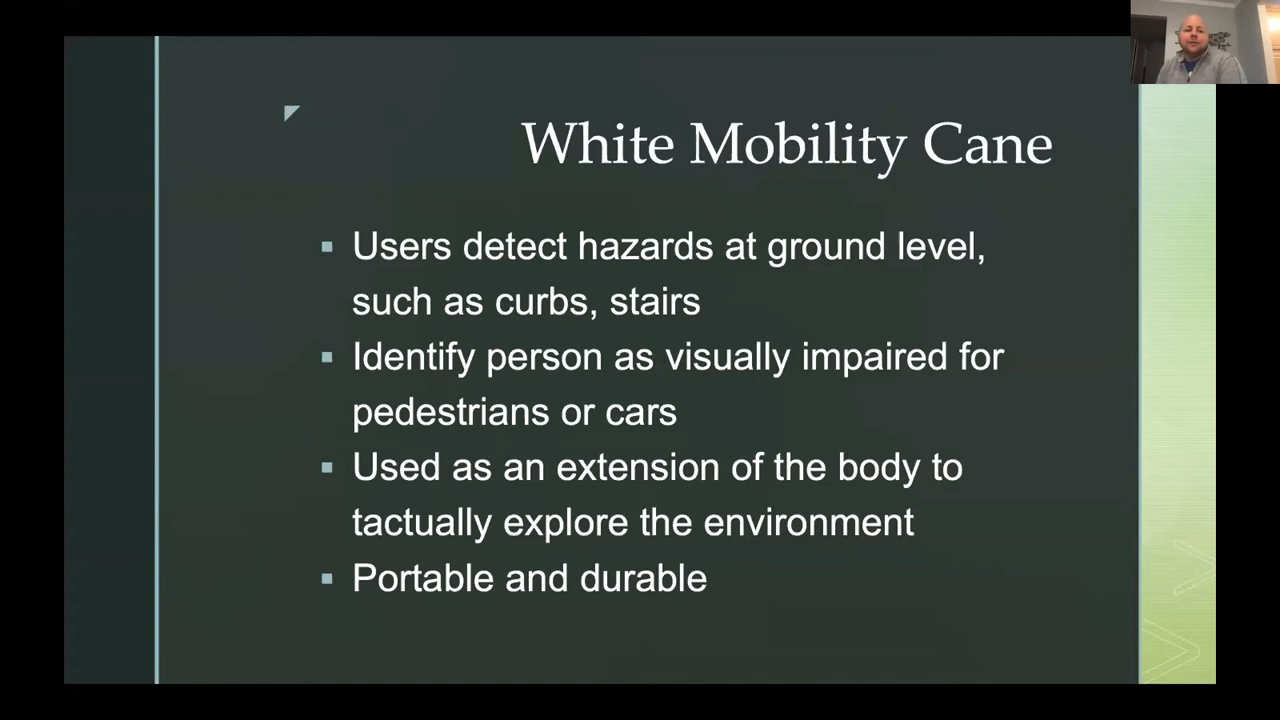 White Mobility Cane
▪ Users detect hazards at ground level,
such as curbs, stairs
▪ Identify person as visually impaired for
pedestrians or cars
▪ Used as an extension of the body to
tactually explore the environment
▪ Portable and durable